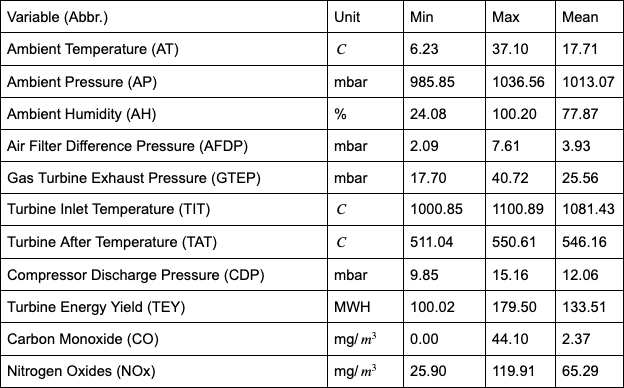 Variable (Abbr.) Unit Min Max Mean
Ambient Temperature (AT) C 6.23 37.10 17.71
Ambient Pressure (AP) mbar 985.85 1036.56 1013.07
Ambient Humidity (AH) % 24.08 100.20 77.87
Air Filter Difference Pressure (AFDP) mbar 2.09 7.61 3.93
Gas Turbine Exhaust Pressure (GTEP) mbar 17.70 40.72 25.56
Turbine Inlet Temperature (TIT) C 1000.85 1100.89 1081.43
Turbine After Temperature (TAT) C 511.04 550.61 546.16
Compressor Discharge Pressure (CDP) mbar 9.85 15.16 12.06
Turbine Energy Yield (TEY) MWH 100.02 179.50 133.51
Carbon Monoxide (CO) mg/m³ 0.00 44.10 2.37
Nitrogen Oxides (NOx) mg/m³ 25.90 119.91 65.29